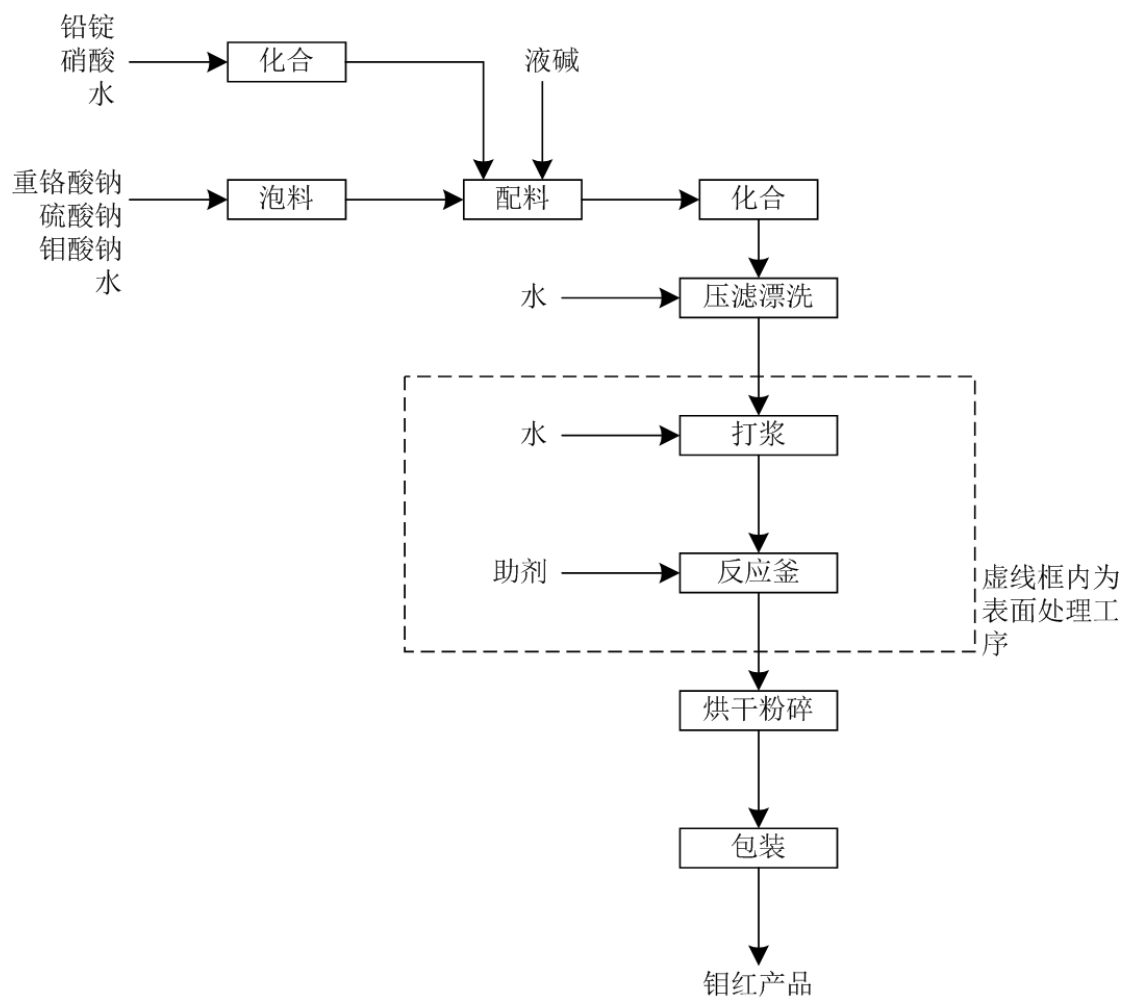 铅锭
硝酸
水
化合
液碱
重铬酸钠
硫酸钠
钼酸钠
水
泡料
配料
化合
水
压滤漂洗
水
打浆
助剂
反应釜
虚线框内为
表面处理工
序
烘干粉碎
包装
钼红产品